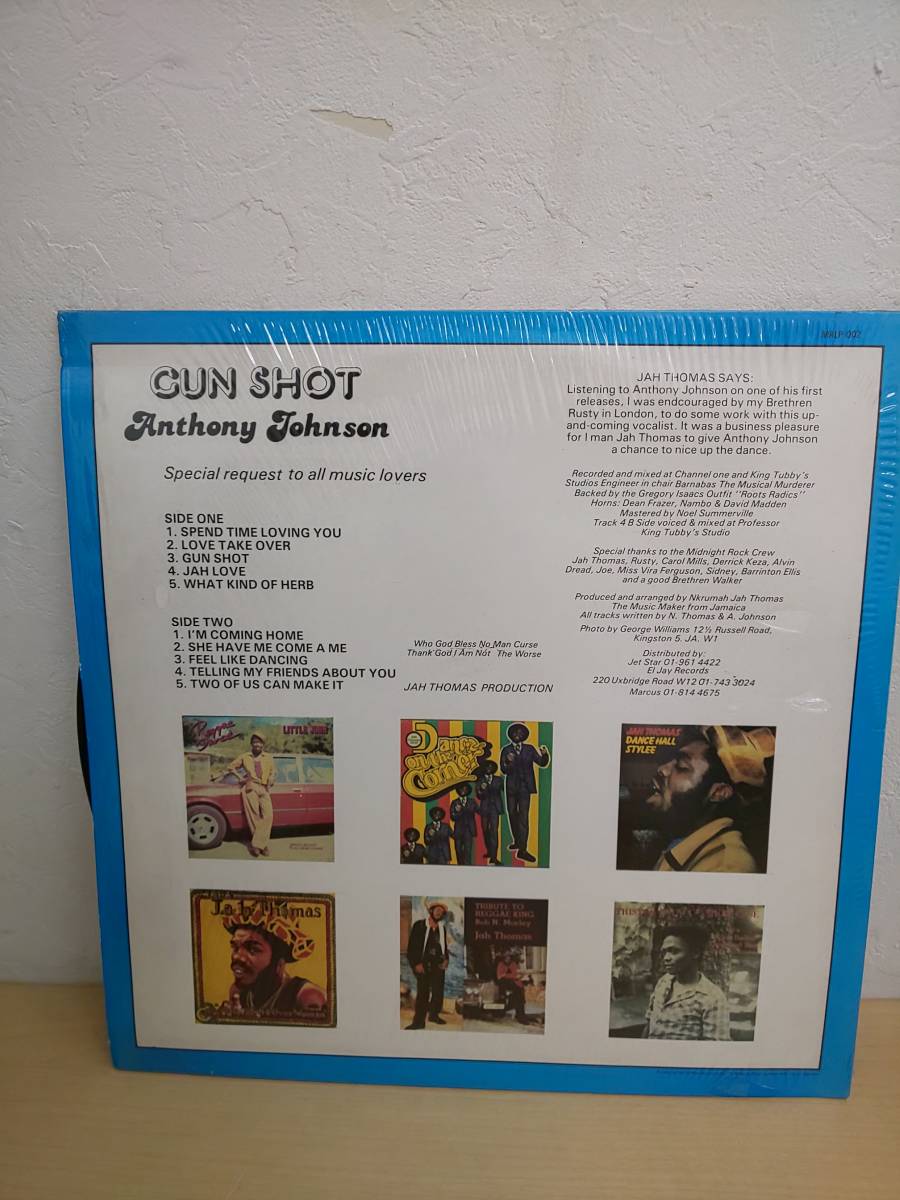 MRLP 002
GUN SHOT
Anthony Johnson
Special request to all music lovers
SIDE ONE
1. SPEND TIME LOVING YOU
2. LOVE TAKE OVER
3. GUN SHOT
4. JAH LOVE
5. WHAT KIND OF HERB
SIDE TWO
1. I'M COMING HOME
2. SHE HAVE ME COME A ME
3. FEEL LIKE DANCING
4. TELLING MY FRIENDS ABOUT YOU
5. TWO OF US CAN MAKE IT
Who God Bless No Man Curse
Thank God I Am Not The Worse
JAH THOMAS PRODUCTION
JAH THOMAS SAYS:
Listening to Anthony Johnson on one of his first
releases, I was endcouraged by my Brethren
Rusty in London, to do some work with this up-
and-coming vocalist. It was a business pleasure
for I man Jah Thomas to give Anthony Johnson
a chance to nice up the dance.
Recorded and mixed at Channel one and King Tubby's
Studios Engineer in chair Barnabas The Musical Murderer
Backed by the Gregory Isaacs Outfit "Roots Radics"
Horns: Dean Frazer, Nambo & David Madden
Mastered by Noel Summerville
Track 4 B Side voiced & mixed at Professor
King Tubby's Studio
Special thanks to the Midnight Rock Crew
Jah Thomas, Rusty, Carol Mills, Derrick Keza, Alvin
Dread, Joe, Miss Vira Ferguson, Sidney, Barrinton Ellis
and a good Brethren Walker
Produced and arranged by Nkrumah Jah Thomas
The Music Maker from Jamaica
All tracks written by N. Thomas & A. Johnson
Photo by George Williams 12½ Russell Road,
Kingston 5. JA. W1
Distributed by:
Jet Star 01-961 4422
El Jay Records
220 Uxbridge Road W12 01-743 3024
Marcus 01-814 4675
Reggae
LITTLE JOHN
Dance
on the
Corner
JAH THOMAS
DANCE HALL
STYLEE
Jah Thomas
TRIBUTE TO
REGGAE KING
Bob N. Marley
Jah Thomas